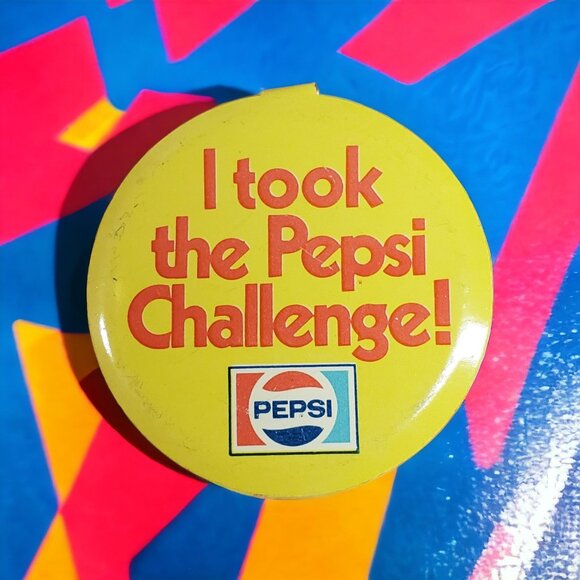 I took
the Pepsi
Challenge!
PEPSI